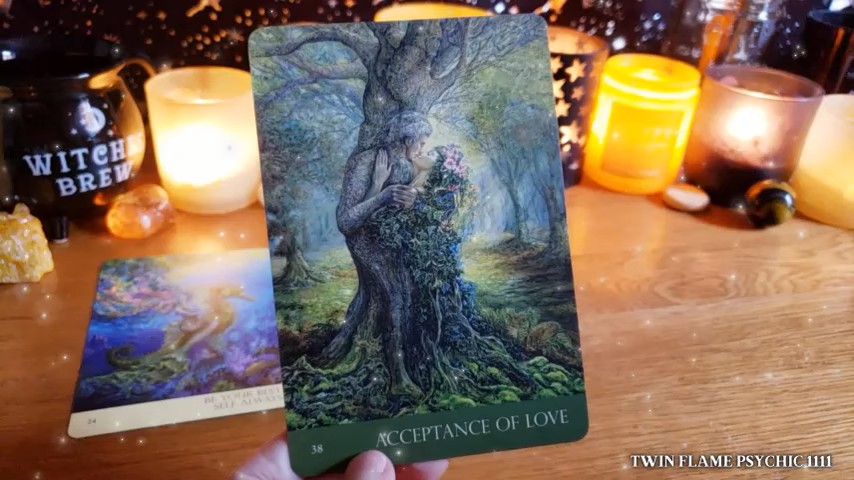 WITCH
BREW
BE YOUR BEST
SELF ALWAYS
24
38
ACCEPTANCE OF LOVE
TWIN FLAME PSYCHIC 1111